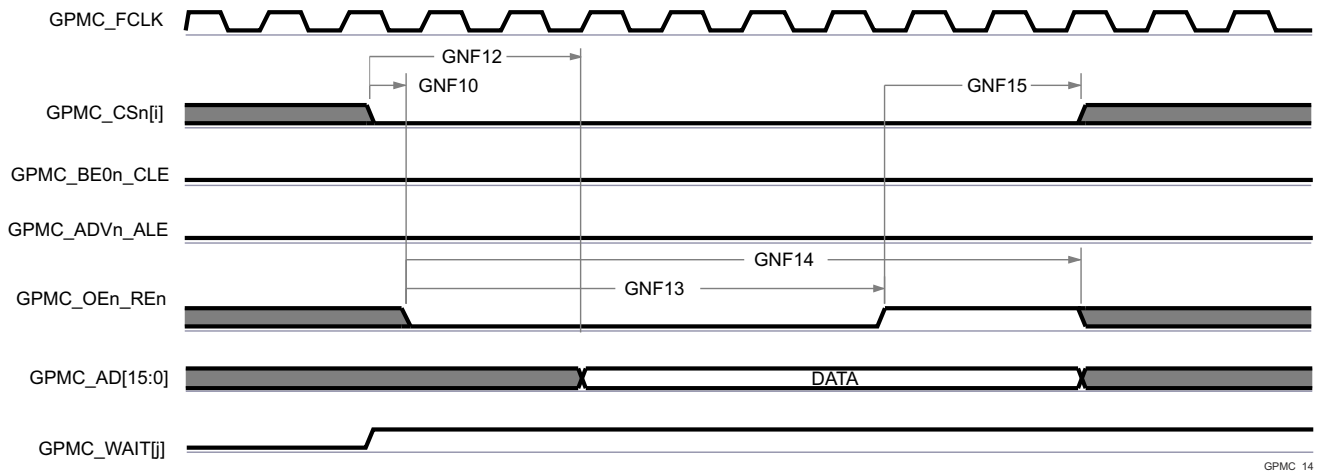 GPMC_FCLK
GNF12
GNF10
GNF15
GPMC_CSn[i]
GPMC_BE0n_CLE
GPMC_ADVn_ALE
GNF14
GNF13
GPMC_OEn_REn
GPMC_AD[15:0]
DATA
GPMC_WAIT[j]
GPMC_14